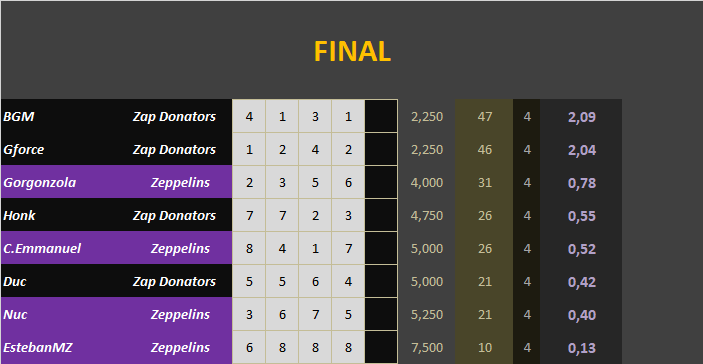 FINAL
BGM Zap Donators 4 1 3 1 2,250 47 4 2,09
Gforce Zap Donators 1 2 4 2 2,250 46 4 2,04
Gorgonzola Zeppelins 2 3 5 6 4,000 31 4 0,78
Honk Zap Donators 7 7 2 3 4,750 26 4 0,55
C.Emmanuel Zeppelins 8 4 1 7 5,000 26 4 0,52
Duc Zap Donators 5 5 6 4 5,000 21 4 0,42
Nuc Zeppelins 3 6 7 5 5,250 21 4 0,40
EstebanMZ Zeppelins 6 8 8 8 7,500 10 4 0,13